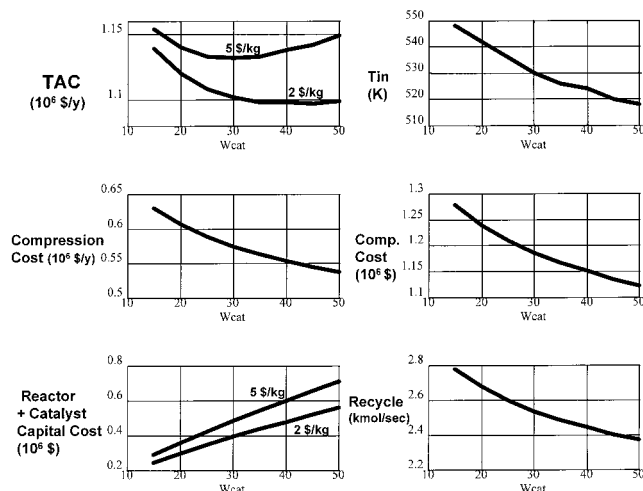 1.15
1.1
TAC
(10⁶ $/y)
5 $/kg
2 $/kg
10 20 30 40 50
Wcat
550
540
530
520
510
Tin
(K)
10 20 30 40 50
Wcat
0.65
0.6
0.55
0.5
Compression
Cost (10⁶ $/y)
10 20 30 40 50
Wcat
1.3
1.25
1.2
1.15
1.1
Comp.
Cost
(10⁶ $)
10 20 30 40 50
Wcat
0.8
0.6
0.4
0.2
Reactor
+ Catalyst
Capital Cost
(10⁶ $)
5 $/kg
2 $/kg
10 20 30 40 50
Wcat
2.8
2.6
2.4
2.2
Recycle
(kmol/sec)
10 20 30 40 50
Wcat